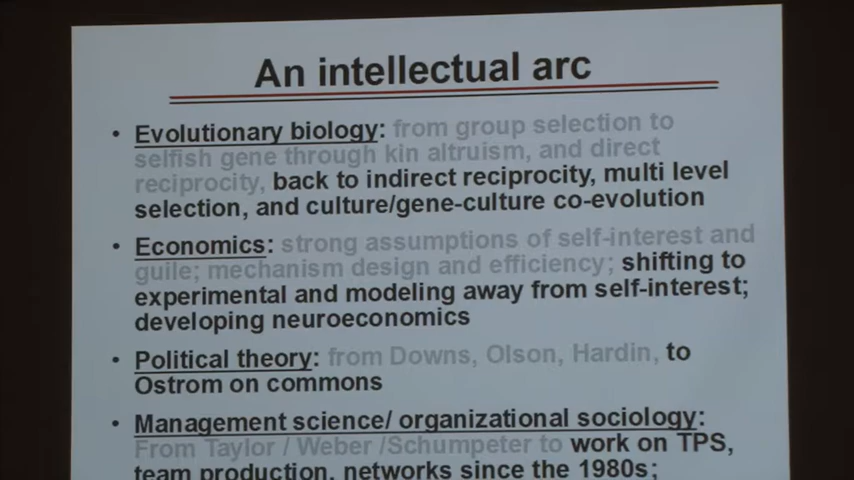 An intellectual arc
• Evolutionary biology: from group selection to
selfish gene through kin altruism, and direct
reciprocity, back to indirect reciprocity, multi level
selection, and culture/gene-culture co-evolution
• Economics: strong assumptions of self-interest and
guile; mechanism design and efficiency; shifting to
experimental and modeling away from self-interest;
developing neuroeconomics
• Political theory: from Downs, Olson, Hardin, to
Ostrom on commons
• Management science/ organizational sociology:
From Taylor / Weber /Schumpeter to work on TPS,
team production, networks since the 1980s;